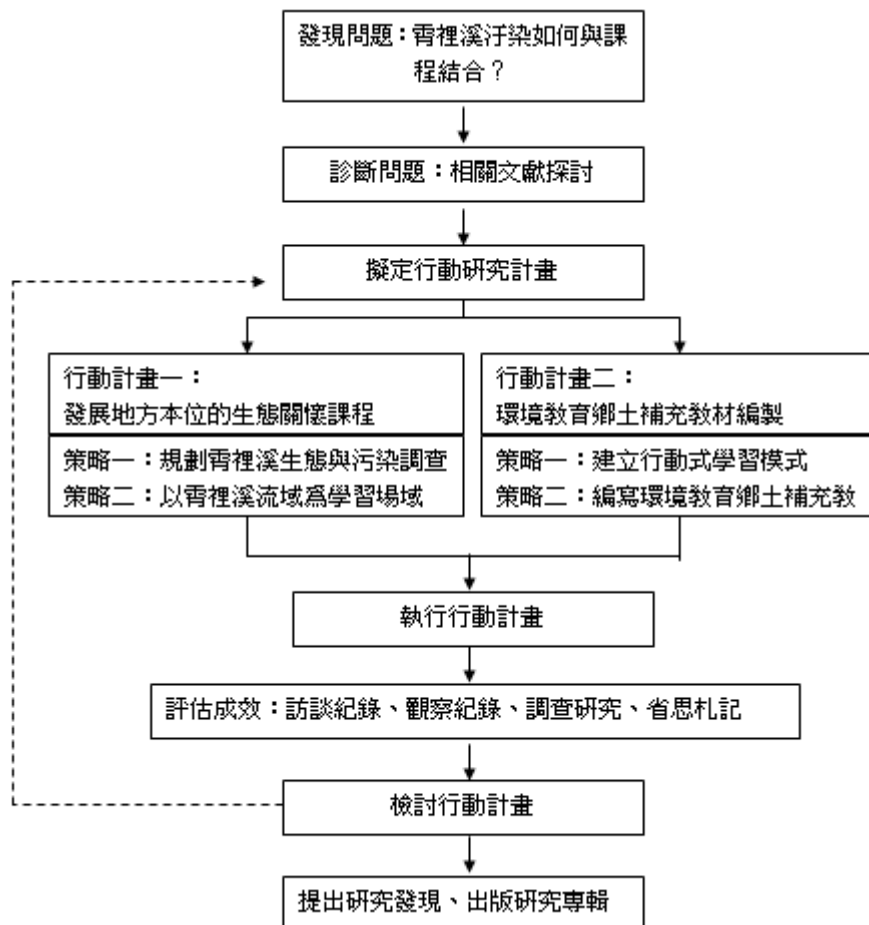 發現問題：霄裡溪汙染如何與課
程結合？
診斷問題：相關文獻探討
擬定行動研究計畫
行動計畫一：
發展地方本位的生態關懷課程
策略一：規劃霄裡溪生態與污染調查
策略二：以霄裡溪流域為學習場域
行動計畫二：
環境教育鄉土補充教材編製
策略一：建立行動式學習模式
策略二：編寫環境教育鄉土補充教
執行行動計畫
評估成效：訪談紀錄、觀察紀錄、調查研究、省思札記
檢討行動計畫
提出研究發現、出版研究專輯